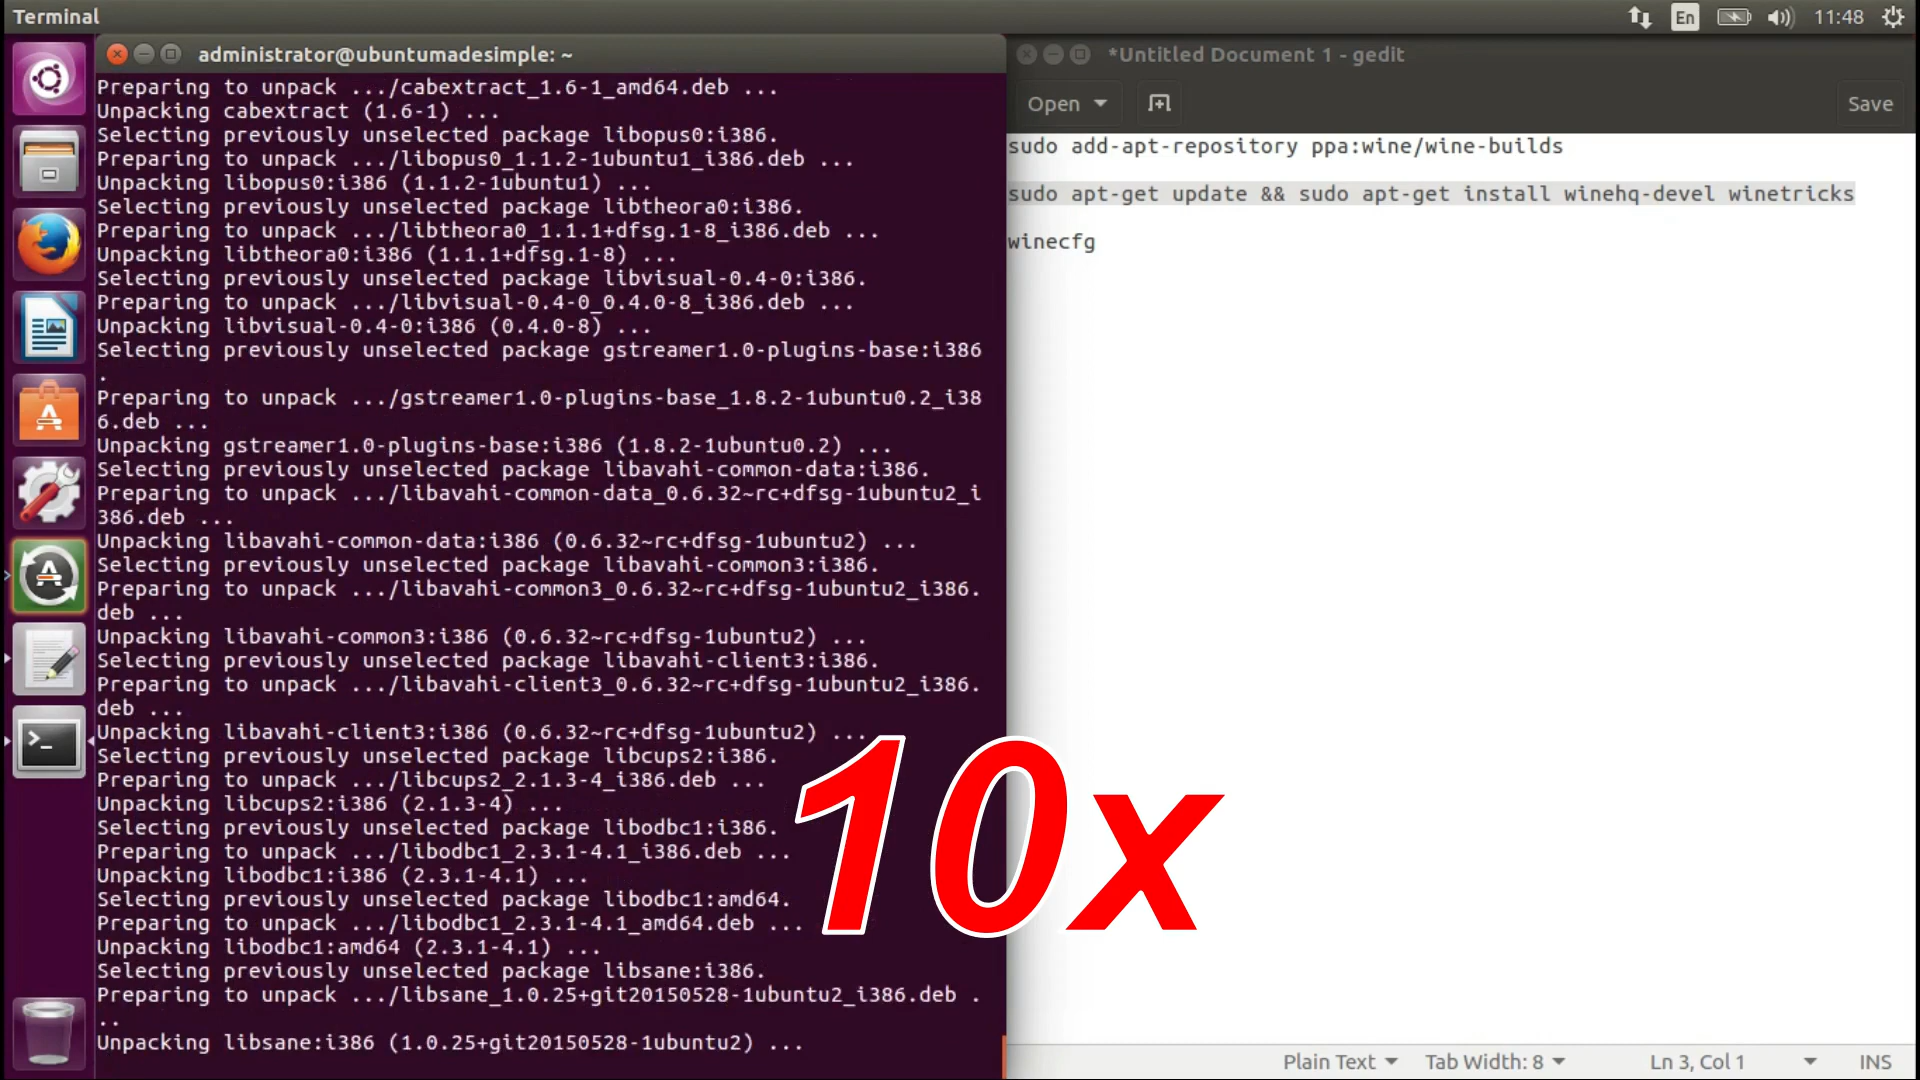 Terminal
En
11:48
administrator@ubuntumadesimple: ~
Preparing to unpack .../cabextract_1.6-1_amd64.deb ...
Unpacking cabextract (1.6-1) ...
Selecting previously unselected package libopus0:i386.
Preparing to unpack .../libopus0_1.1.2-1ubuntu1_i386.deb ...
Unpacking libopus0:i386 (1.1.2-1ubuntu1) ...
Selecting previously unselected package libtheora0:i386.
Preparing to unpack .../libtheora0_1.1.1+dfsg.1-8_i386.deb ...
Unpacking libtheora0:i386 (1.1.1+dfsg.1-8) ...
Selecting previously unselected package libvisual-0.4-0:i386.
Preparing to unpack .../libvisual-0.4-0_0.4.0-8_i386.deb ...
Unpacking libvisual-0.4-0:i386 (0.4.0-8) ...
Selecting previously unselected package gstreamer1.0-plugins-base:i386
.
Preparing to unpack .../gstreamer1.0-plugins-base_1.8.2-1ubuntu0.2_i38
6.deb ...
Unpacking gstreamer1.0-plugins-base:i386 (1.8.2-1ubuntu0.2) ...
Selecting previously unselected package libavahi-common-data:i386.
Preparing to unpack .../libavahi-common-data_0.6.32~rc+dfsg-1ubuntu2_i
386.deb ...
Unpacking libavahi-common-data:i386 (0.6.32~rc+dfsg-1ubuntu2) ...
Selecting previously unselected package libavahi-common3:i386.
Preparing to unpack .../libavahi-common3_0.6.32~rc+dfsg-1ubuntu2_i386.
deb ...
Unpacking libavahi-common3:i386 (0.6.32~rc+dfsg-1ubuntu2) ...
Selecting previously unselected package libavahi-client3:i386.
Preparing to unpack .../libavahi-client3_0.6.32~rc+dfsg-1ubuntu2_i386.
deb ...
Unpacking libavahi-client3:i386 (0.6.32~rc+dfsg-1ubuntu2) ...
Selecting previously unselected package libcups2:i386.
Preparing to unpack .../libcups2_2.1.3-4_i386.deb ...
Unpacking libcups2:i386 (2.1.3-4) ...
Selecting previously unselected package libodbc1:i386.
Preparing to unpack .../libodbc1_2.3.1-4.1_i386.deb ...
Unpacking libodbc1:i386 (2.3.1-4.1) ...
Selecting previously unselected package libodbc1:amd64.
Preparing to unpack .../libodbc1_2.3.1-4.1_amd64.deb ...
Unpacking libodbc1:amd64 (2.3.1-4.1) ...
Selecting previously unselected package libsane:i386.
Preparing to unpack .../libsane_1.0.25+git20150528-1ubuntu2_i386.deb .
..
Unpacking libsane:i386 (1.0.25+git20150528-1ubuntu2) ...
*Untitled Document 1 - gedit
Open
Save
sudo add-apt-repository ppa:wine/wine-builds
sudo apt-get update && sudo apt-get install winehq-devel winetricks
winecfg
10x
Plain Text
Tab Width: 8
Ln 3, Col 1
INS